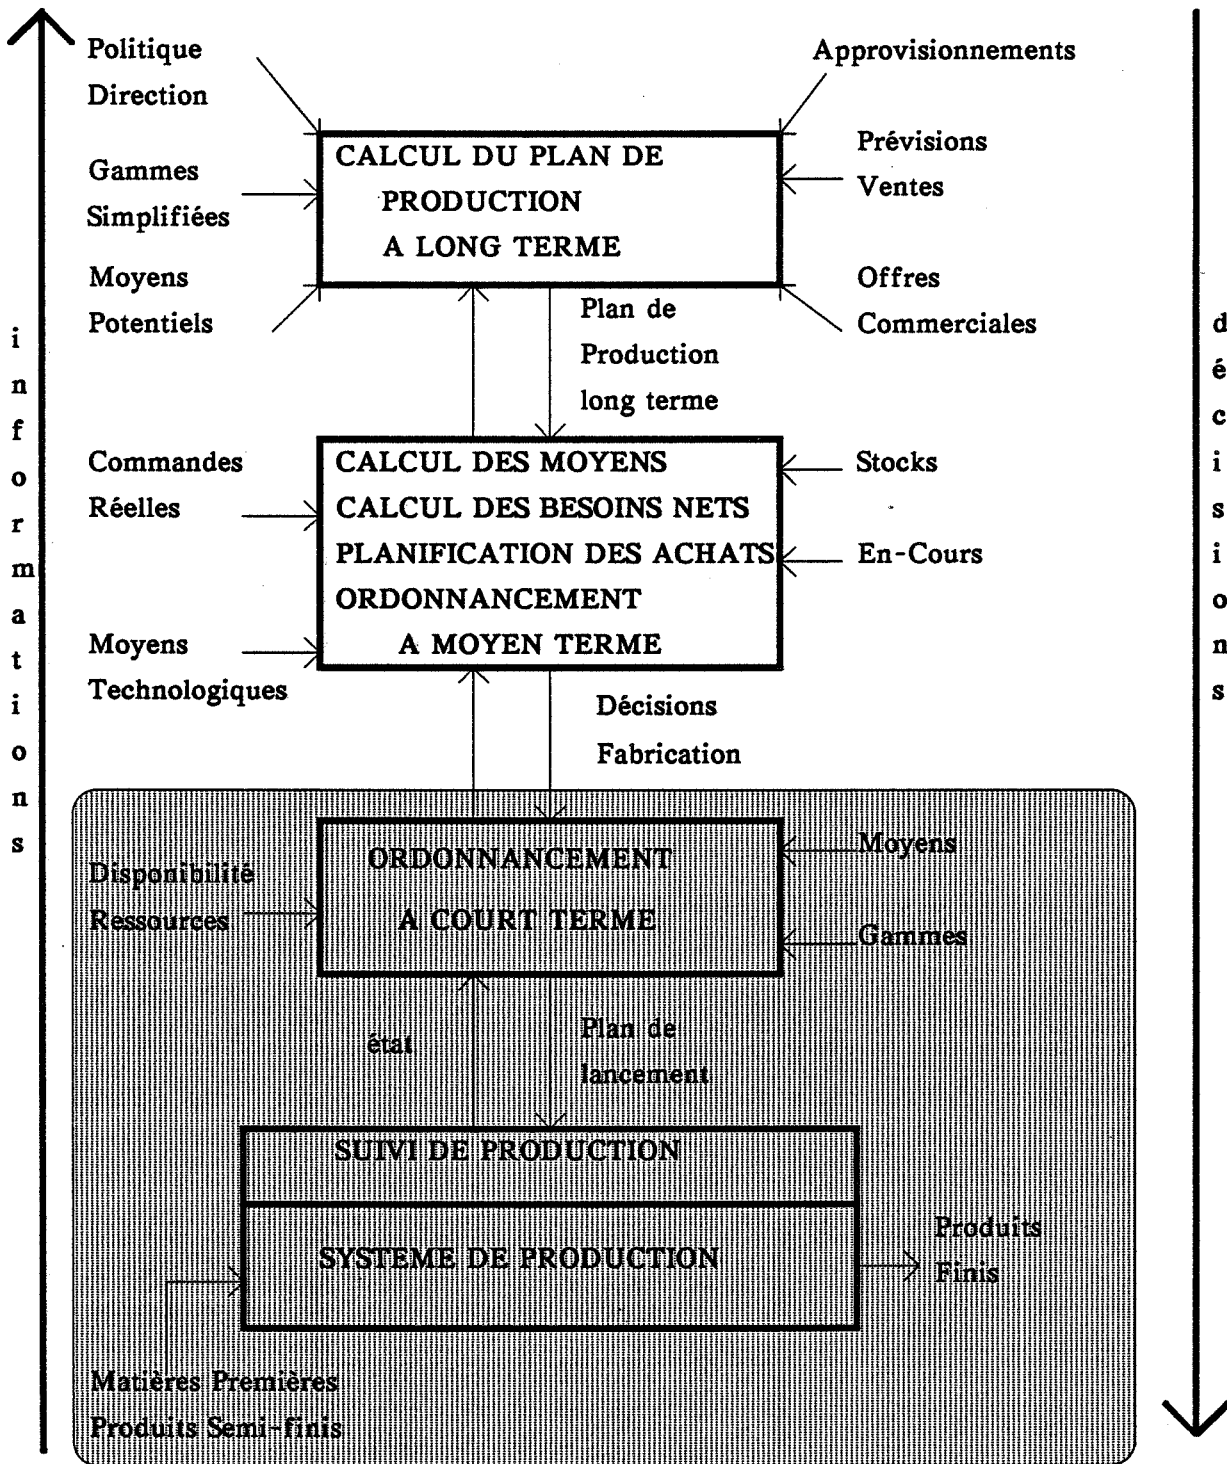 Politique
Direction
Approvisionnements
CALCUL DU PLAN DE
PRODUCTION
A LONG TERME
Gammes
Simplifiées
Prévisions
Ventes
Moyens
Potentiels
Offres
Commerciales
Plan de
Production
long terme
informations
décisions
Commandes
Réelles
CALCUL DES MOYENS
CALCUL DES BESOINS NETS
PLANIFICATION DES ACHATS
ORDONNANCEMENT
A MOYEN TERME
Stocks
En-Cours
Moyens
Technologiques
Décisions
Fabrication
Disponibilité
Ressources
ORDONNANCEMENT
A COURT TERME
Moyens
Gammes
état
Plan de
lancement
SUIVI DE PRODUCTION
SYSTEME DE PRODUCTION
Produits
Finis
Matières Premières
Produits Semi-finis